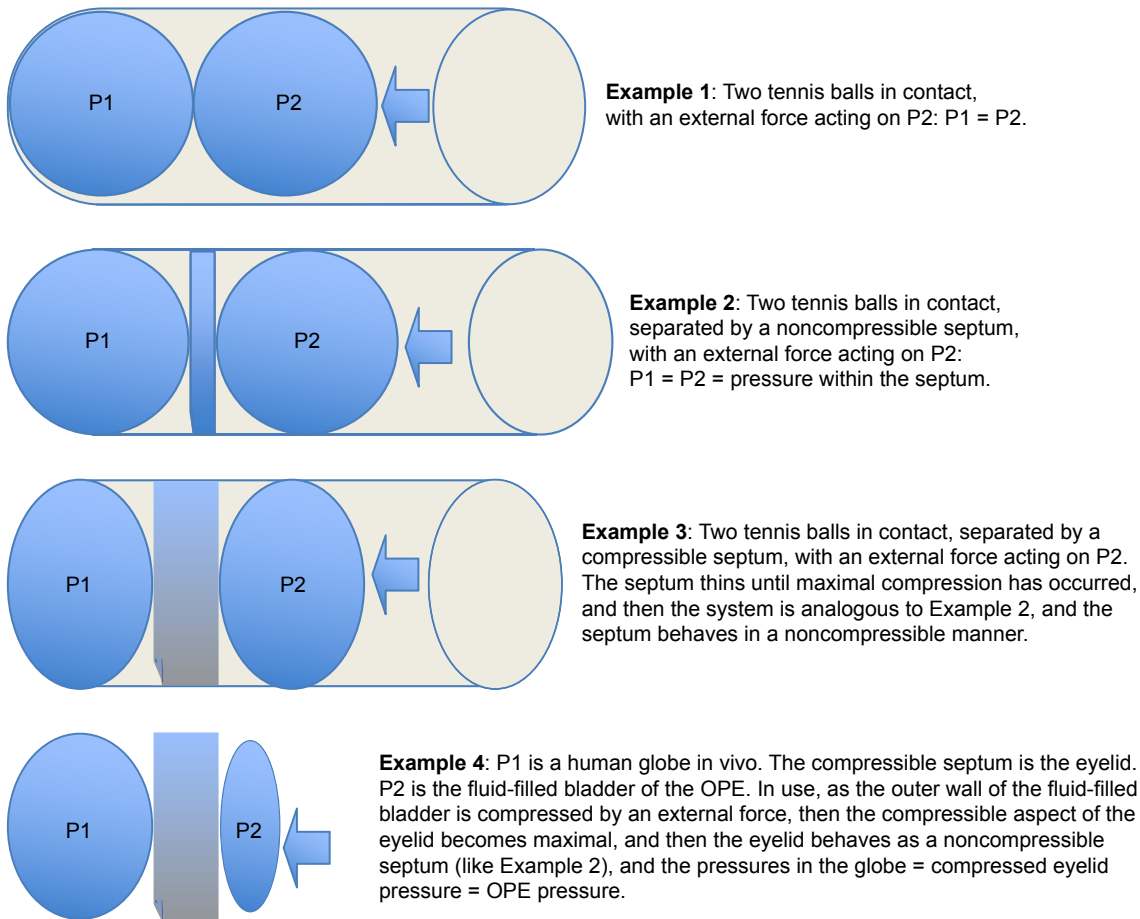 P1
P2
Example 1: Two tennis balls in contact,
with an external force acting on P2: P1 = P2.
P1
P2
Example 2: Two tennis balls in contact,
separated by a noncompressible septum,
with an external force acting on P2:
P1 = P2 = pressure within the septum.
P1
P2
Example 3: Two tennis balls in contact, separated by a
compressible septum, with an external force acting on P2.
The septum thins until maximal compression has occurred,
and then the system is analogous to Example 2, and the
septum behaves in a noncompressible manner.
P1
P2
Example 4: P1 is a human globe in vivo. The compressible septum is the eyelid.
P2 is the fluid-filled bladder of the OPE. In use, as the outer wall of the fluid-filled
bladder is compressed by an external force, then the compressible aspect of the
eyelid becomes maximal, and then the eyelid behaves as a noncompressible
septum (like Example 2), and the pressures in the globe = compressed eyelid
pressure = OPE pressure.